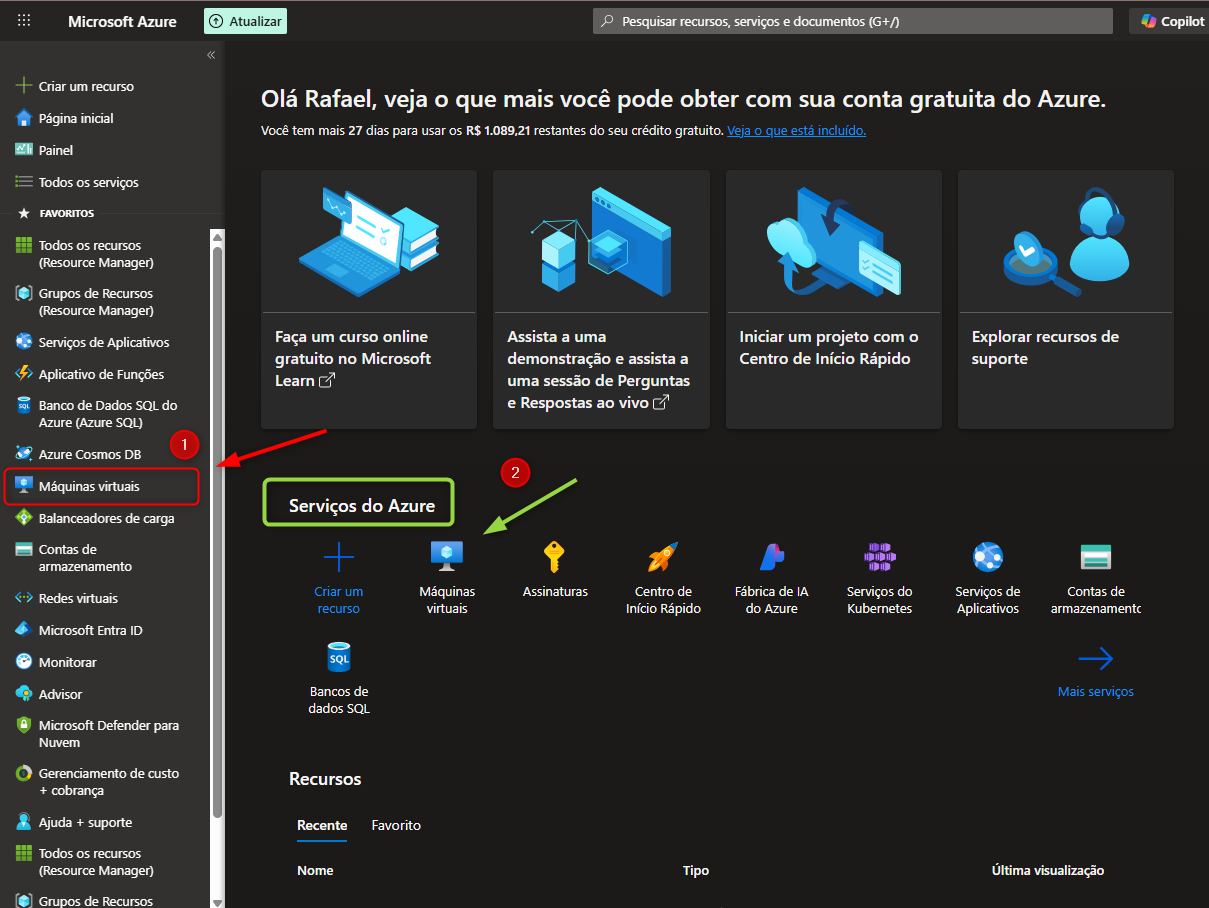 Microsoft Azure
Atualizar
Pesquisar recursos, serviços e documentos (G+/)
Copilot
Criar um recurso
Página inicial
Painel
Todos os serviços
FAVORITOS
Todos os recursos
(Resource Manager)
Grupos de Recursos
(Resource Manager)
Serviços de Aplicativos
Aplicativo de Funções
Banco de Dados SQL do
Azure (Azure SQL)
Azure Cosmos DB
1
Máquinas virtuais
Balanceadores de carga
Contas de
armazenamento
Redes virtuais
Microsoft Entra ID
Monitorar
Advisor
Microsoft Defender para
Nuvem
Gerenciamento de custo
+ cobrança
Ajuda + suporte
Todos os recursos
(Resource Manager)
Grupos de Recursos
Olá Rafael, veja o que mais você pode obter com sua conta gratuita do Azure.
Você tem mais 27 dias para usar os R$ 1.089,21 restantes do seu crédito gratuito. Veja o que está incluído.
Faça um curso online
gratuito no Microsoft
Learn
Assista a uma
demonstração e assista a
uma sessão de Perguntas
e Respostas ao vivo
Iniciar um projeto com o
Centro de Início Rápido
Explorar recursos de
suporte
2
Serviços do Azure
Criar um
recurso
Máquinas
virtuais
Assinaturas
Centro de
Início Rápido
Fábrica de IA
do Azure
Serviços do
Kubernetes
Serviços de
Aplicativos
Contas de
armazenamento
SQL
Bancos de
dados SQL
Mais serviços
Recursos
Recente
Favorito
Nome
Tipo
Última visualização